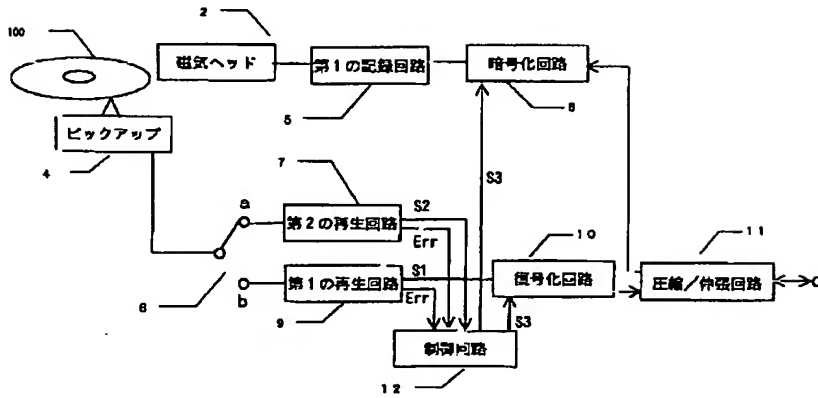 2
100
磁気ヘッド
第1の記録回路
暗号化回路
5
8
ピックアップ
4
7
S3
a
第2の再生回路
S2
Err
10
11
6
b
第1の再生回路
S1
Err
復号化回路
圧縮/伸張回路
9
S3
制御回路
12